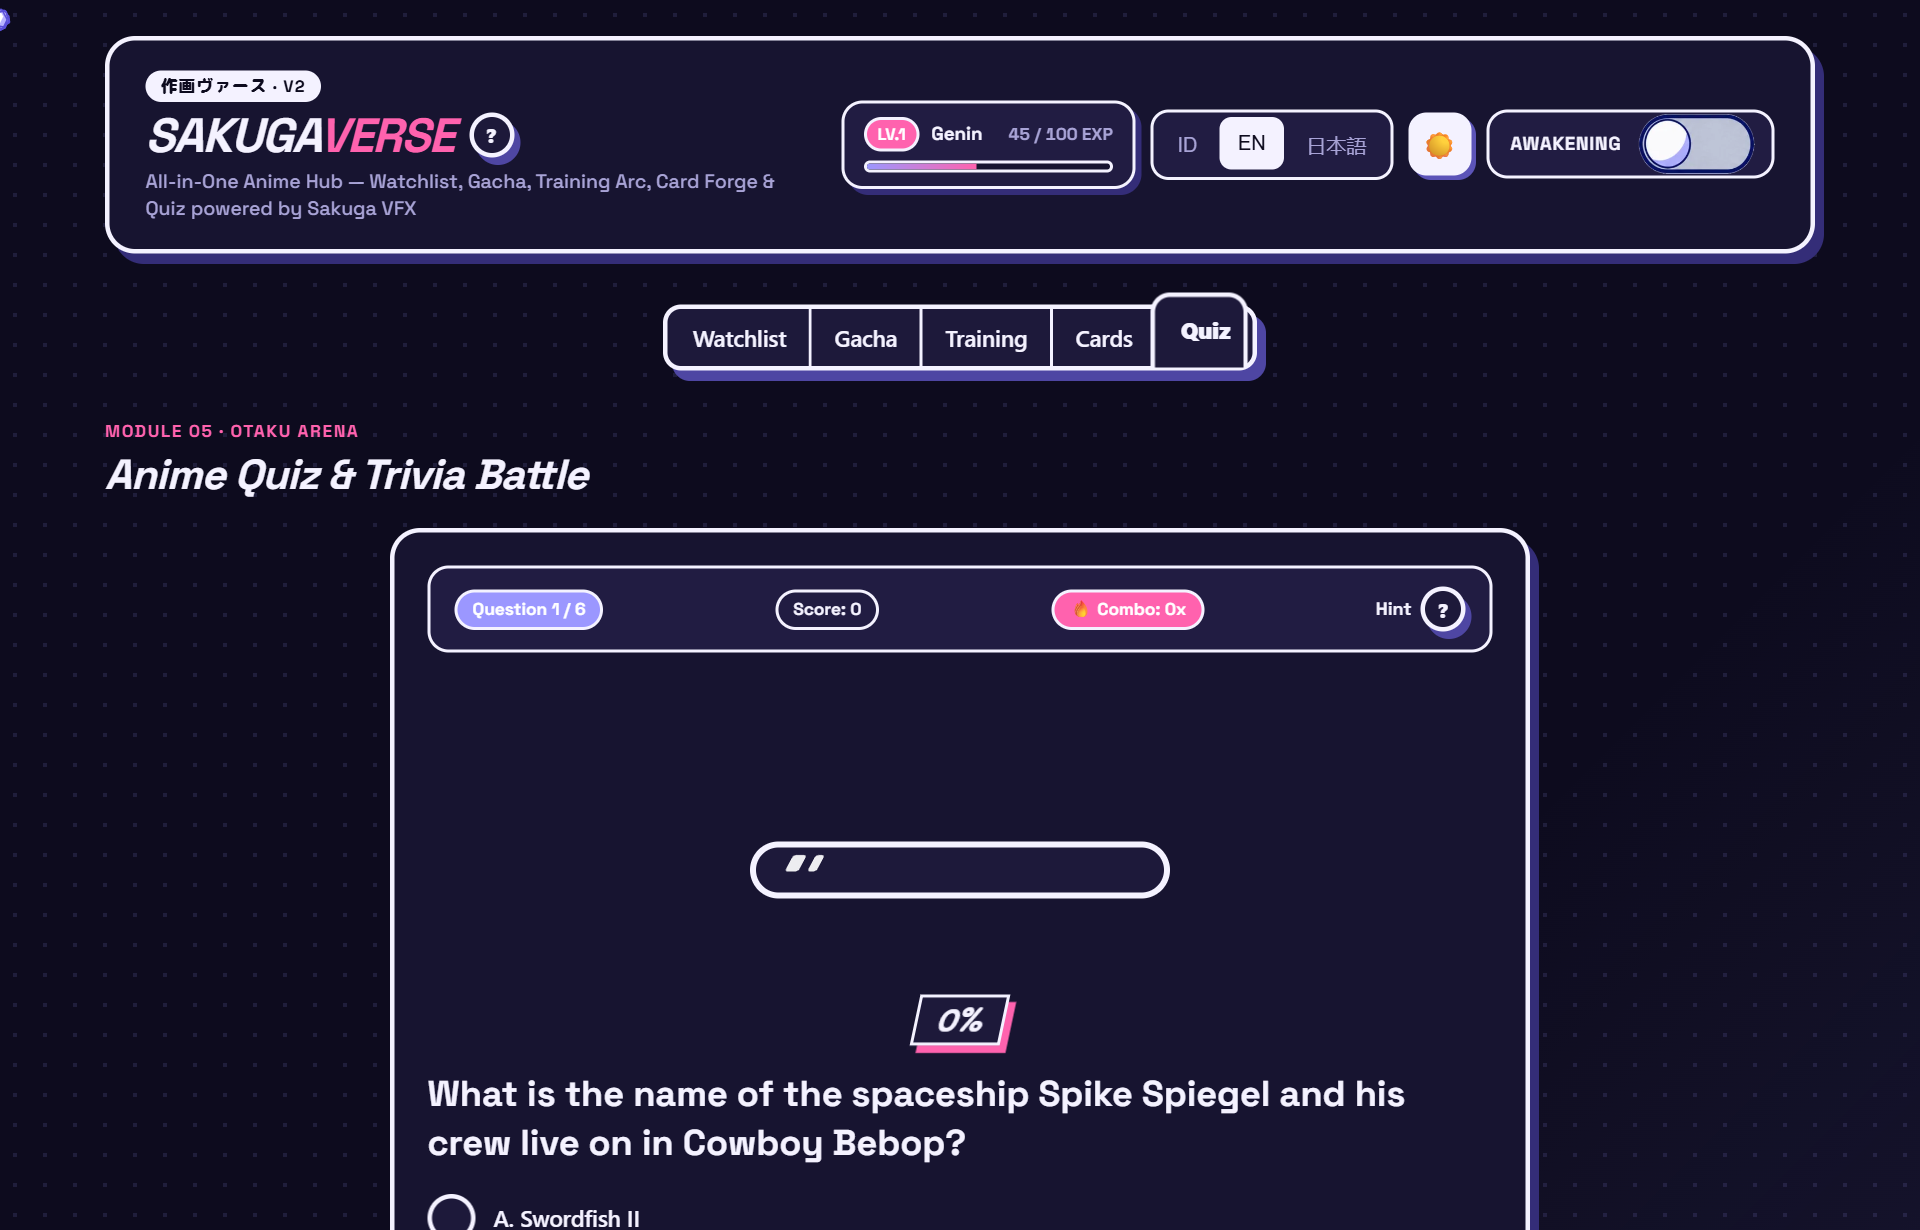 作画ヴァース · V2
SAKUGAVERSE ?
All-in-One Anime Hub — Watchlist, Gacha, Training Arc, Card Forge &
Quiz powered by Sakuga VFX
LV.1 Genin 45 / 100 EXP
ID EN 日本語
AWAKENING
Watchlist Gacha Training Cards Quiz
MODULE 05 · OTAKU ARENA
Anime Quiz & Trivia Battle
Question 1 / 6 Score: 0 🔥 Combo: 0x Hint ?
0%
What is the name of the spaceship Spike Spiegel and his
crew live on in Cowboy Bebop?
A. Swordfish II